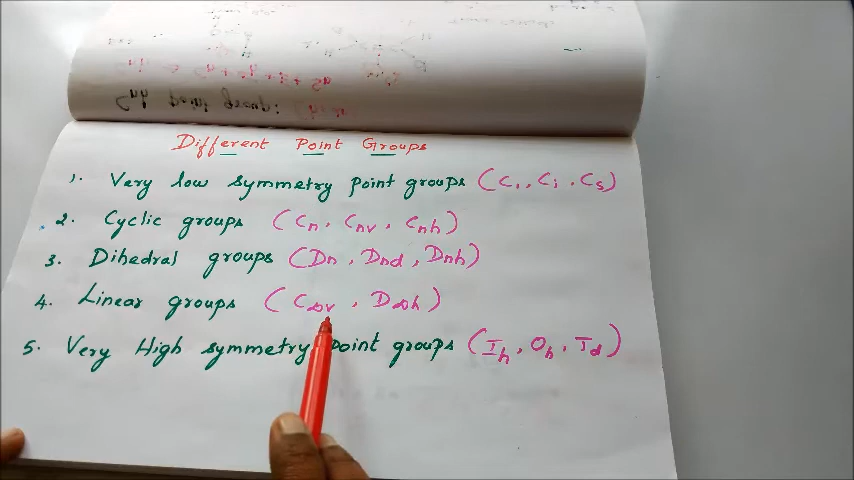 Different Point Groups
1. Very low symmetry point groups (C₁, Cᵢ, Cₛ)
2. Cyclic groups (Cn, Cnv, Cnh)
3. Dihedral groups (Dn, Dnd, Dnh)
4. Linear groups (C∞v, D∞h)
5. Very High symmetry point groups (Ih, Oh, Td)